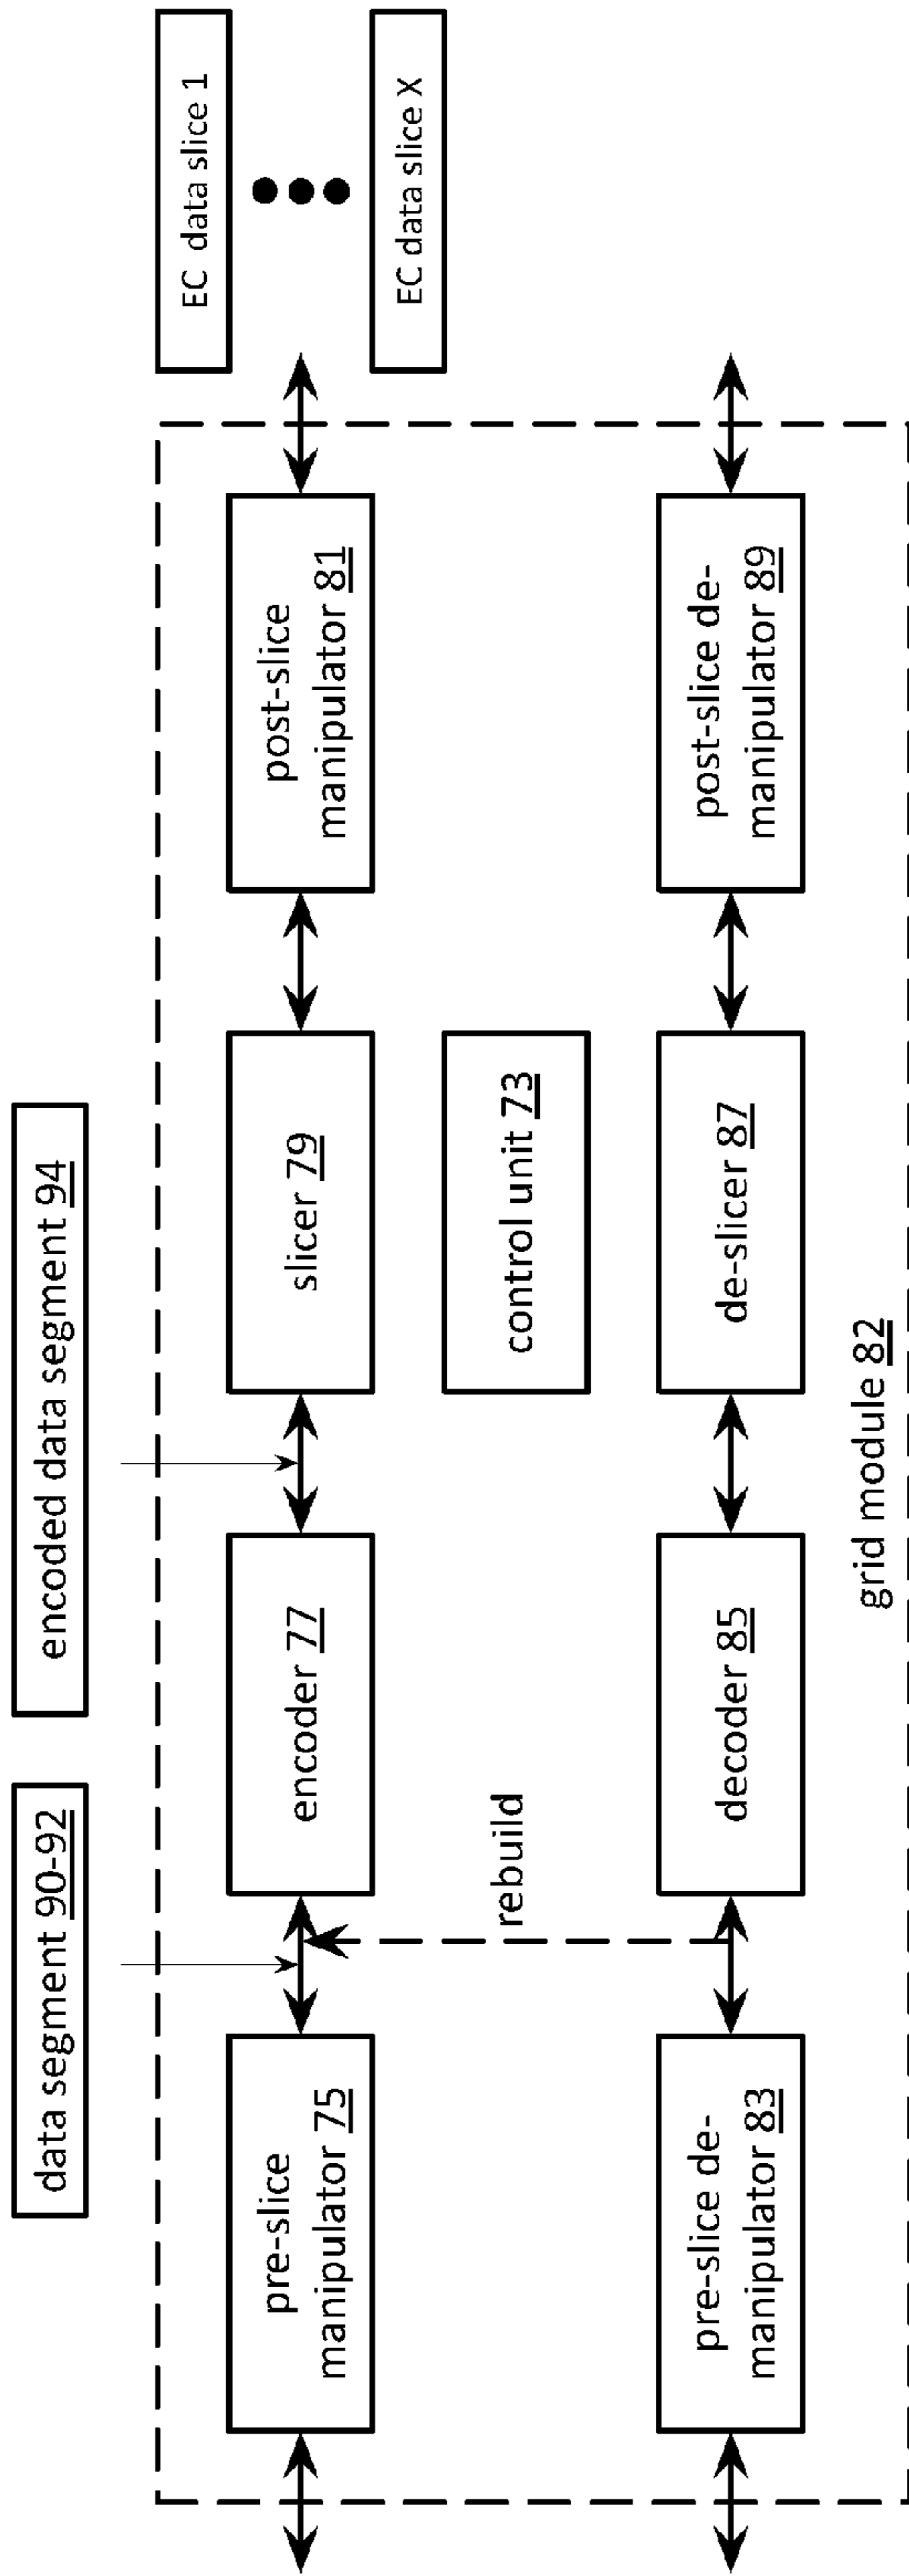 data segment 90-92
encoded data segment 94
EC data slice 1
EC data slice X
pre-slice
manipulator 75
encoder 77
slicer 79
post-slice
manipulator 81
rebuild
control unit 73
pre-slice de-
manipulator 83
decoder 85
de-slicer 87
post-slice de-
manipulator 89
grid module 82